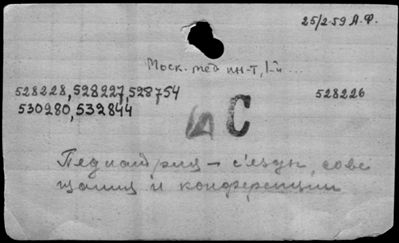 25/2-59 А.Ф.
Моск. мед ин-т, I-й ...
528228, 528227, 528754
528226
530280, 532844
С
Педиатрия - съезды, сове
щания и конференции